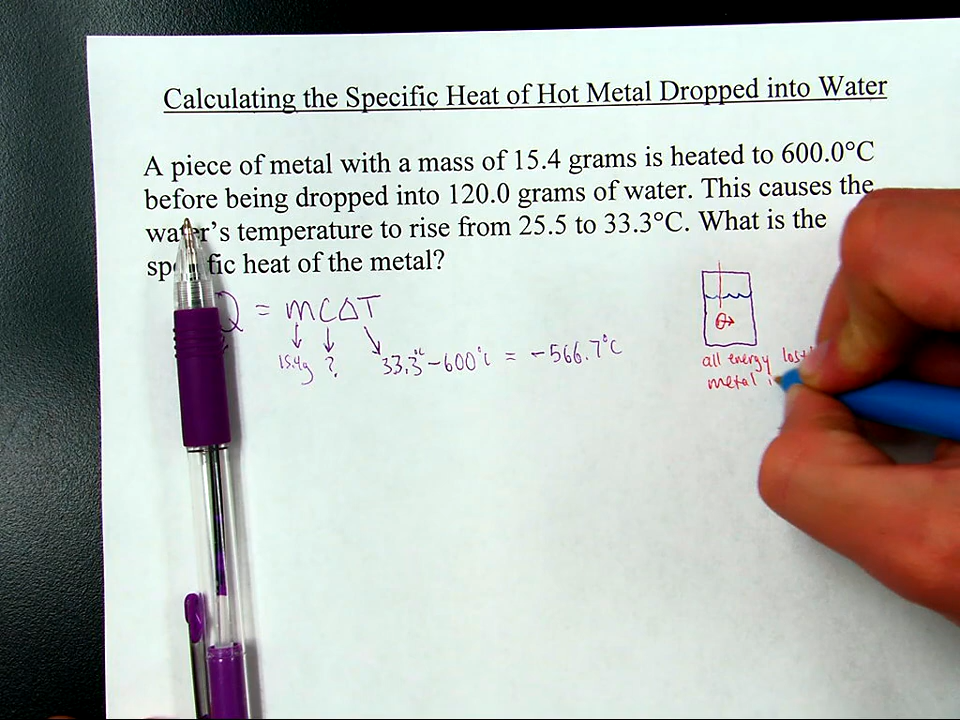 Calculating the Specific Heat of Hot Metal Dropped into Water
A piece of metal with a mass of 15.4 grams is heated to 600.0°C
before being dropped into 120.0 grams of water. This causes the
water's temperature to rise from 25.5 to 33.3°C. What is the
specific heat of the metal?
Q = mCΔT
15.4g ? 33.3°C - 600°C = -566.7°C
all energy lost
metal